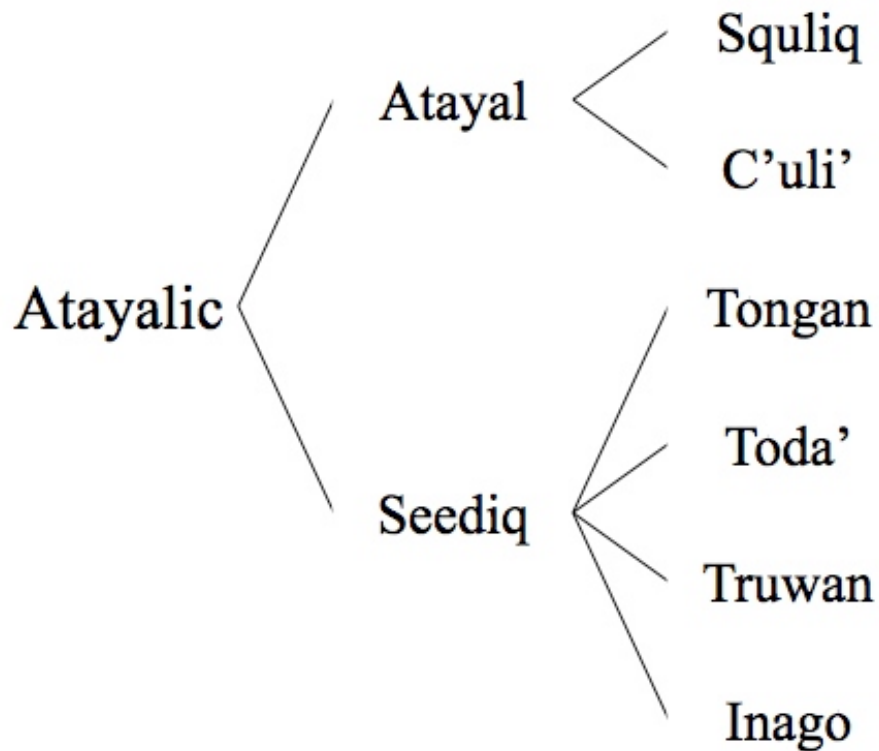 Squliq
Atayal
C’uli’
Atayalic
Tongan
Toda’
Seediq
Truwan
Inago